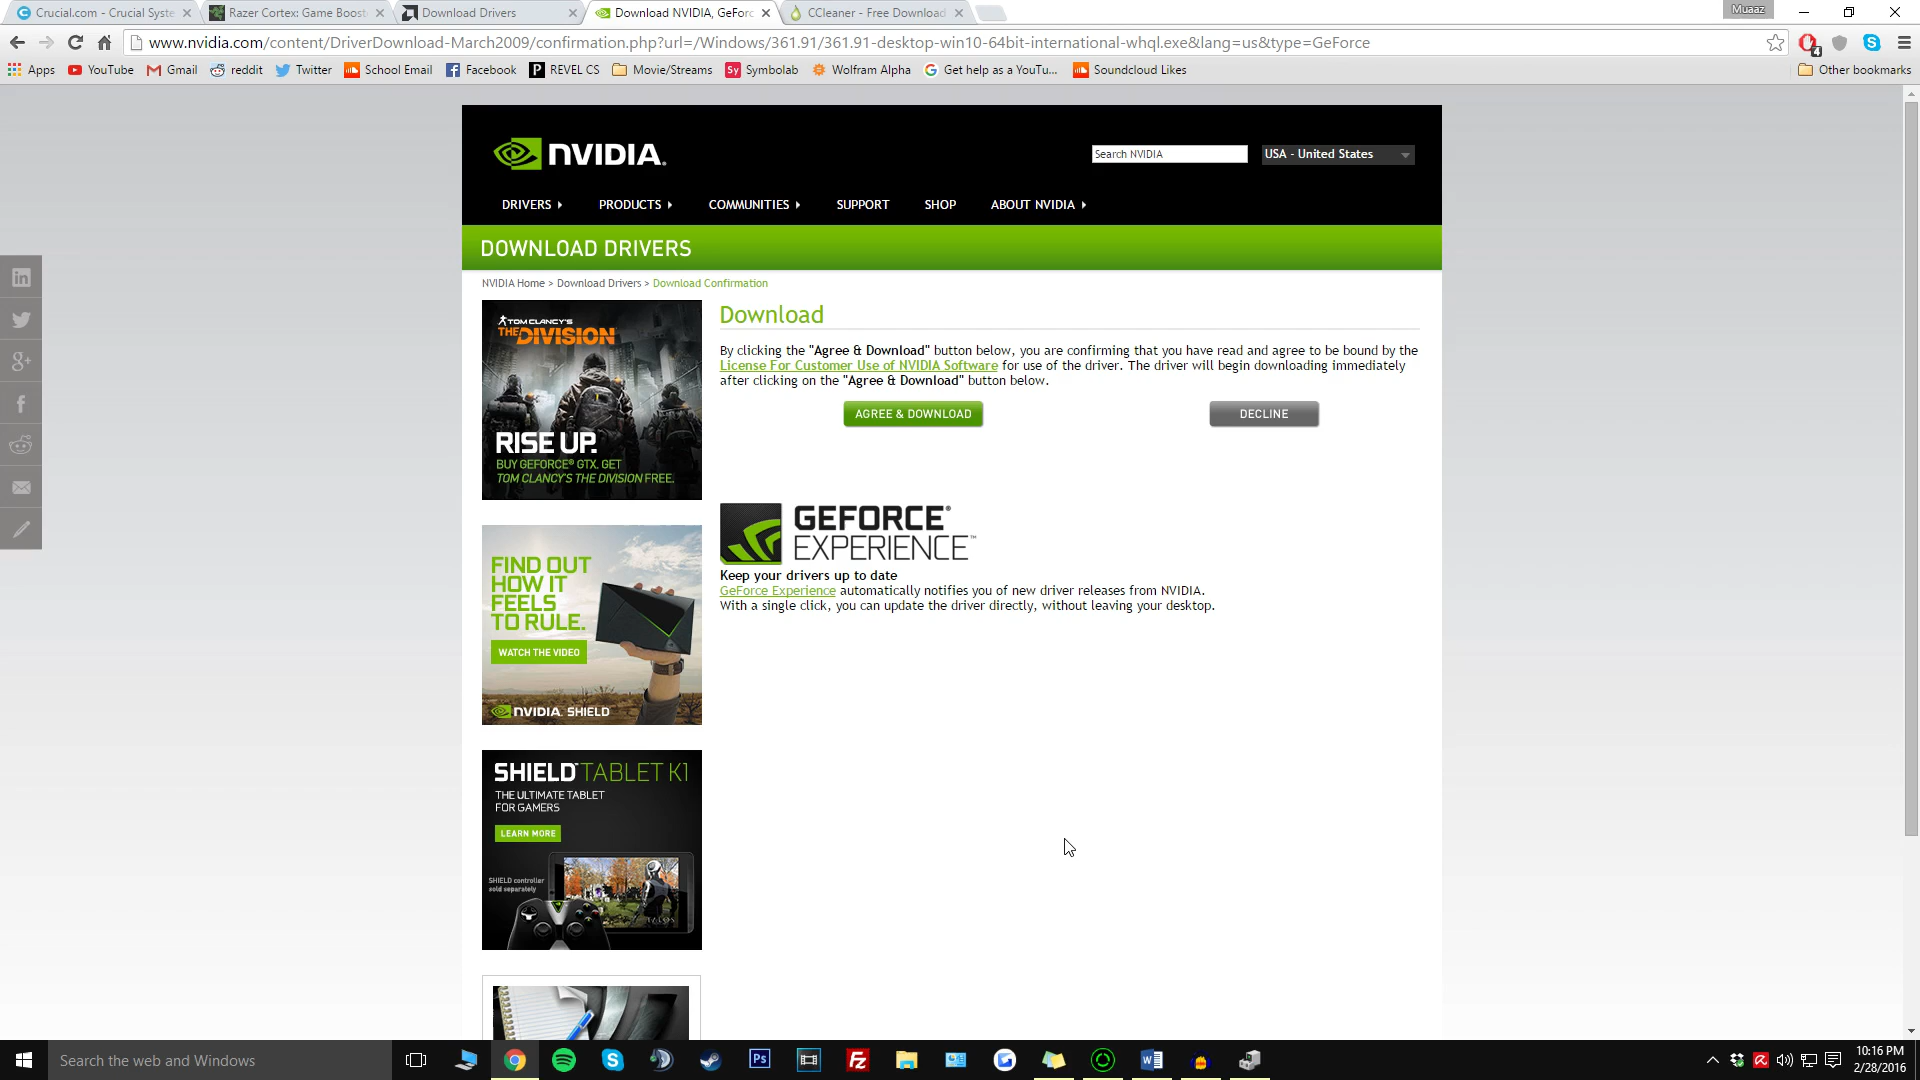 Crucial.com - Crucial Syste
Razer Cortex: Game Boost
Download Drivers
Download NVIDIA, GeForc
CCleaner - Free Download
Muaaz
www.nvidia.com/content/DriverDownload-March2009/confirmation.php?url=/Windows/361.91/361.91-desktop-win10-64bit-international-whql.exe&lang=us&type=GeForce
4
Apps YouTube Gmail reddit Twitter School Email Facebook REVEL CS Movie/Streams Symbolab Wolfram Alpha Get help as a YouTu... Soundcloud Likes Other bookmarks
NVIDIA.
Search NVIDIA
USA - United States
DRIVERS PRODUCTS COMMUNITIES SUPPORT SHOP ABOUT NVIDIA
DOWNLOAD DRIVERS
NVIDIA Home > Download Drivers > Download Confirmation
TOM CLANCY'S
THE DIVISION
RISE UP.
BUY GEFORCE® GTX. GET
TOM CLANCY'S THE DIVISION FREE.
Download
By clicking the "Agree & Download" button below, you are confirming that you have read and agree to be bound by the
License For Customer Use of NVIDIA Software for use of the driver. The driver will begin downloading immediately
after clicking on the "Agree & Download" button below.
AGREE & DOWNLOAD
DECLINE
GEFORCE®
EXPERIENCE™
Keep your drivers up to date
GeForce Experience automatically notifies you of new driver releases from NVIDIA.
With a single click, you can update the driver directly, without leaving your desktop.
FIND OUT
HOW IT
FEELS
TO RULE.
WATCH THE VIDEO
NVIDIA. SHIELD
SHIELD™ TABLET K1
THE ULTIMATE TABLET
FOR GAMERS
LEARN MORE
SHIELD controller
sold separately
TALOS
Search the web and Windows
10:16 PM
2/28/2016